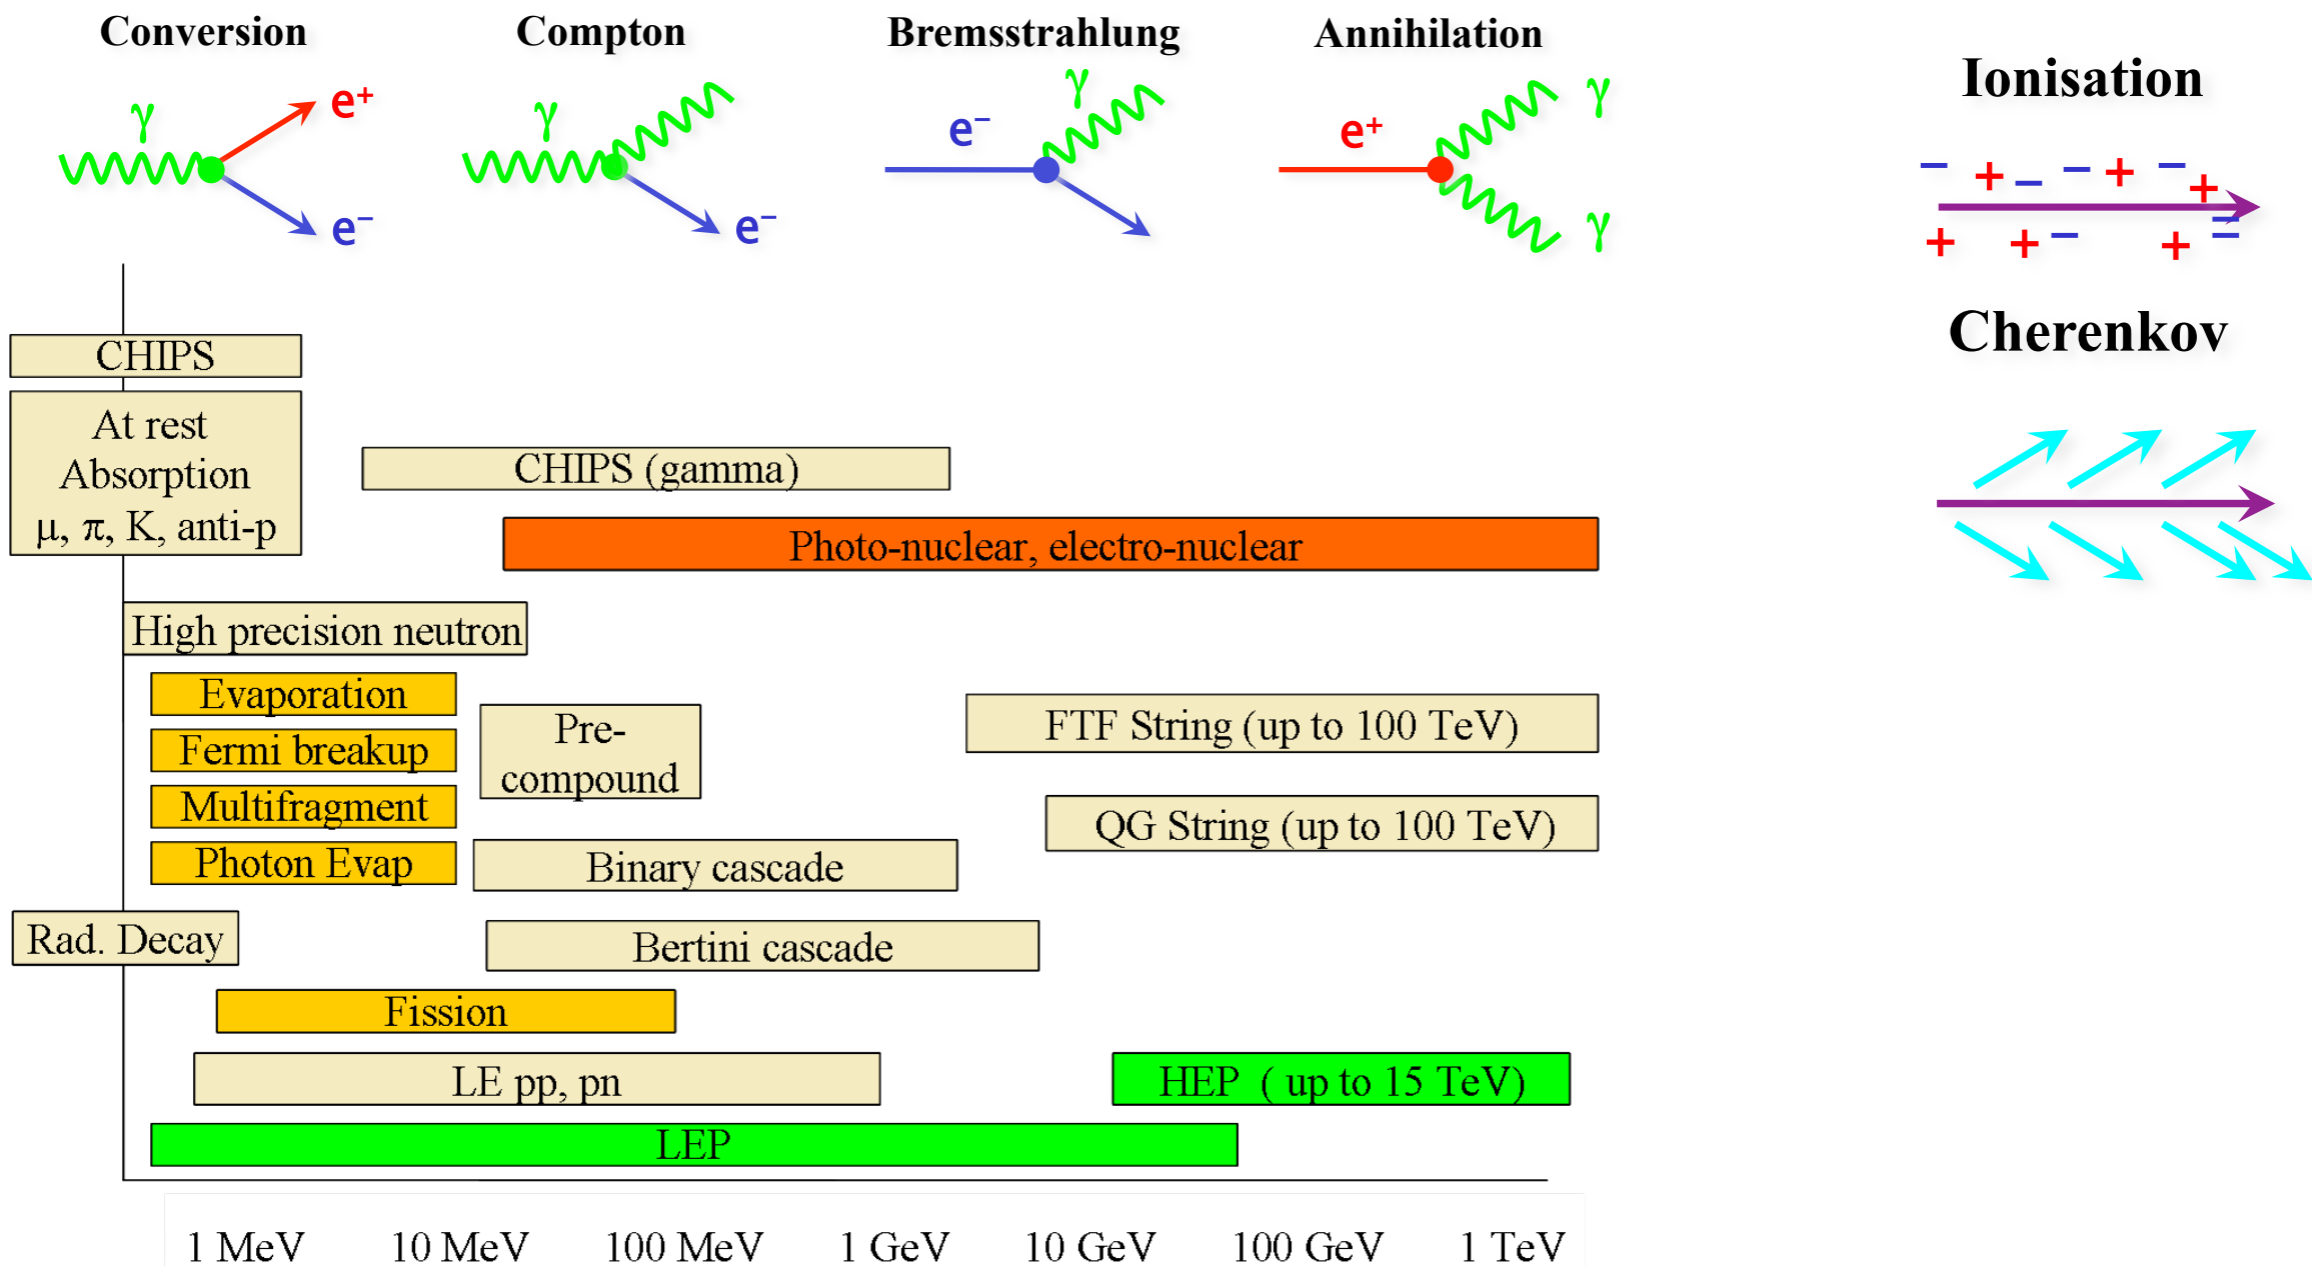 Conversion
Compton
Bremsstrahlung
Annihilation
Ionisation
γ
e⁺
e⁻
γ
e⁻
e⁻
γ
e⁺
γ
γ
− + − − + − +
+ + − + − −
Cherenkov
CHIPS
At rest
Absorption
μ, π, K, anti-p
CHIPS (gamma)
Photo-nuclear, electro-nuclear
High precision neutron
Evaporation
Fermi breakup
Multifragment
Photon Evap
Pre-
compound
FTF String (up to 100 TeV)
QG String (up to 100 TeV)
Binary cascade
Rad. Decay
Bertini cascade
Fission
LE pp, pn
HEP ( up to 15 TeV)
LEP
1 MeV 10 MeV 100 MeV 1 GeV 10 GeV 100 GeV 1 TeV